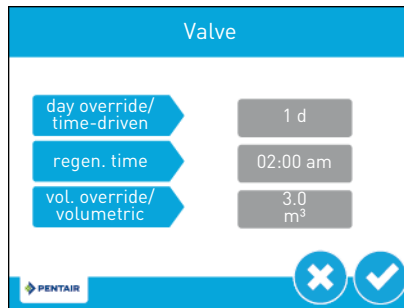 Valve
day override/
time-driven
1 d
regen. time
02:00 am
vol. override/
volumetric
3.0
m³
PENTAIR